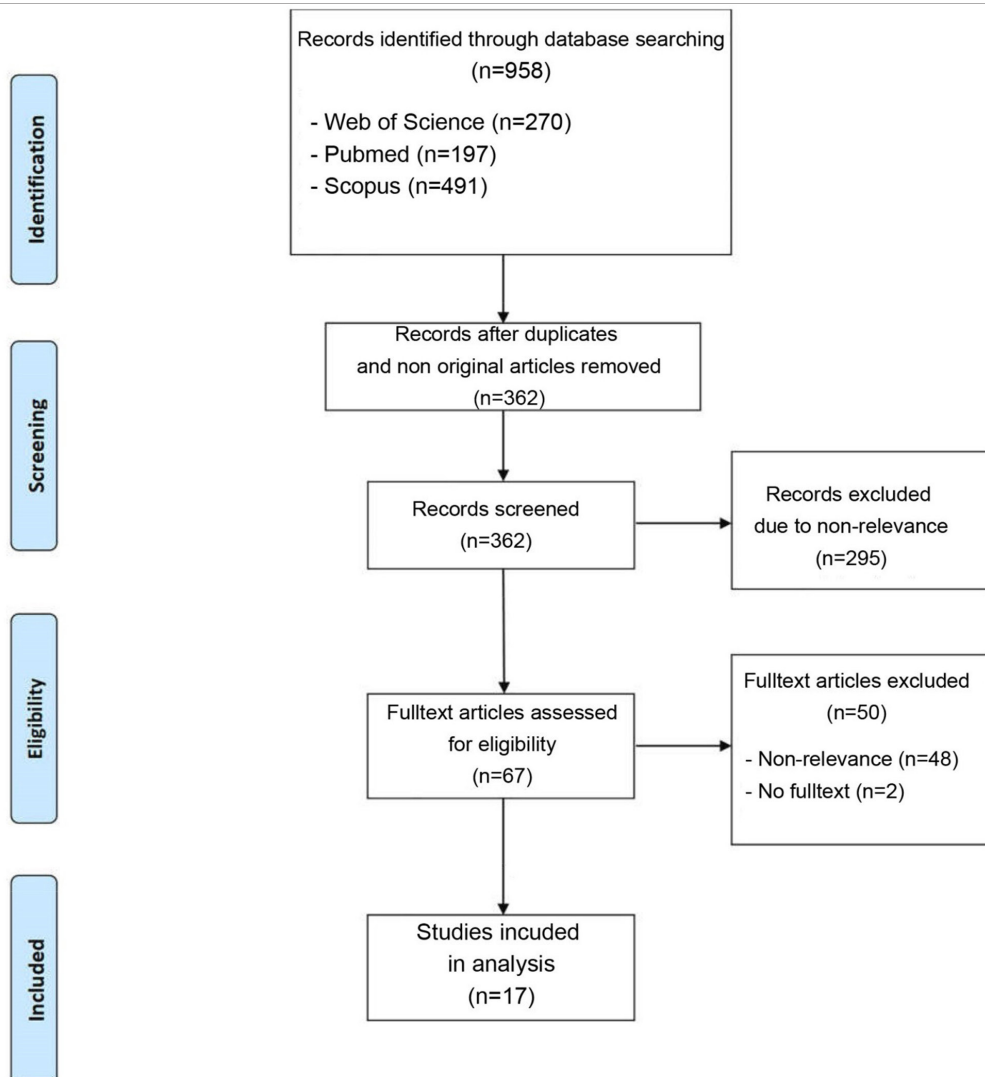 Identification
Records identified through database searching
(n=958)
- Web of Science (n=270)
- Pubmed (n=197)
- Scopus (n=491)
Screening
Records after duplicates
and non original articles removed
(n=362)
Records screened
(n=362)
Records excluded
due to non-relevance
(n=295)
Eligibility
Fulltext articles assessed
for eligibility
(n=67)
Fulltext articles excluded
(n=50)
- Non-relevance (n=48)
- No fulltext (n=2)
Included
Studies incuded
in analysis
(n=17)